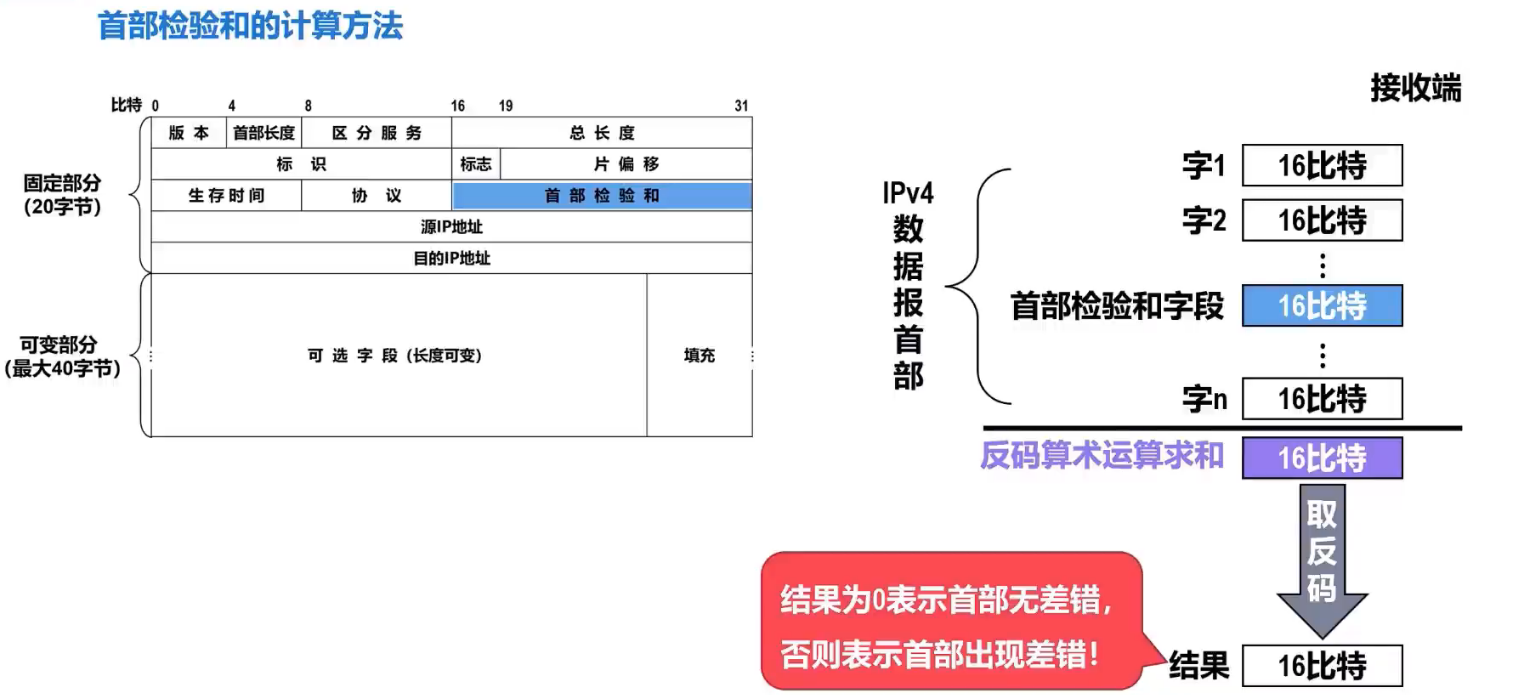 首部检验和的计算方法
比特 0 4 8 16 19 31
版本 首部长度 区分服务 总长度
标识 标志 片偏移
固定部分
(20字节)
生存时间 协议 首部检验和
源IP地址
目的IP地址
可变部分
(最大40字节)
可选字段 (长度可变) 填充
接收端
IPv4
数
据
报
首
部
字1 16比特
字2 16比特
⋮
首部检验和字段 16比特
⋮
字n 16比特
反码算术运算求和 16比特
取
反
码
结果为0表示首部无差错,
否则表示首部出现差错!
结果 16比特